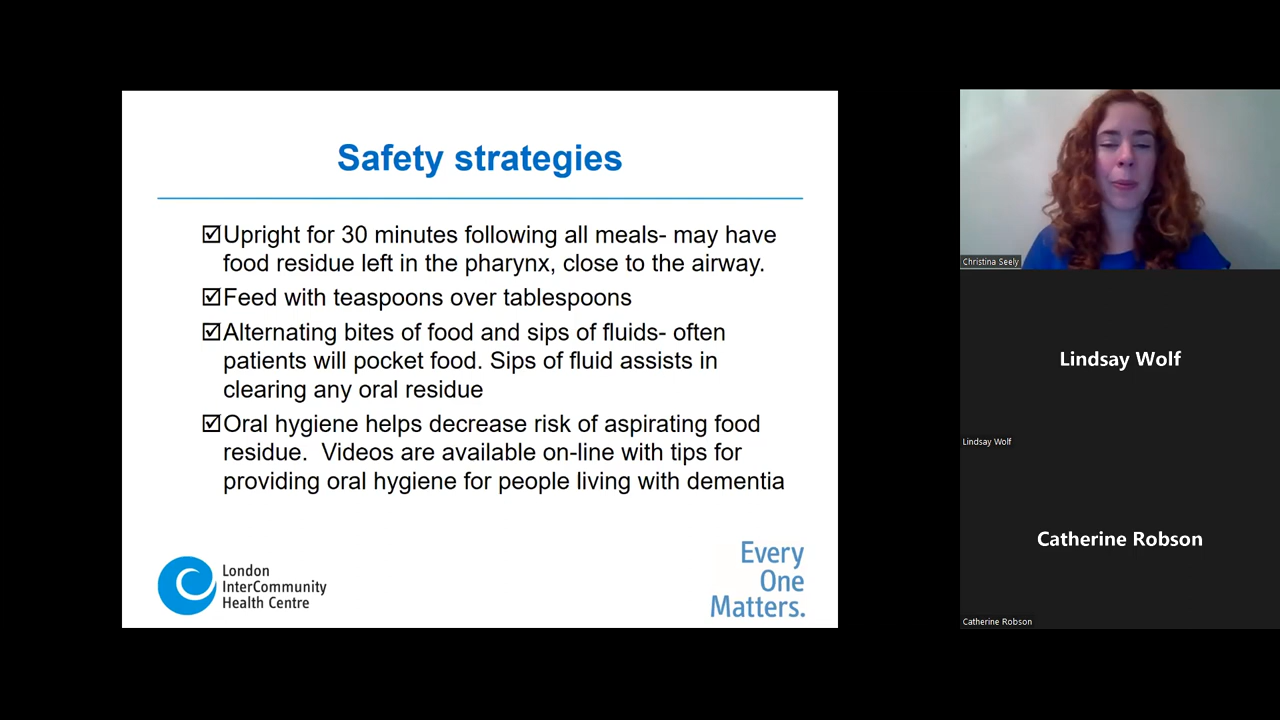 Safety strategies
☑Upright for 30 minutes following all meals- may have
food residue left in the pharynx, close to the airway.
☑Feed with teaspoons over tablespoons
☑Alternating bites of food and sips of fluids- often
patients will pocket food. Sips of fluid assists in
clearing any oral residue
☑Oral hygiene helps decrease risk of aspirating food
residue.  Videos are available on-line with tips for
providing oral hygiene for people living with dementia
London
InterCommunity
Health Centre
Every
One
Matters.
Christina Seely
Lindsay Wolf
Lindsay Wolf
Catherine Robson
Catherine Robson